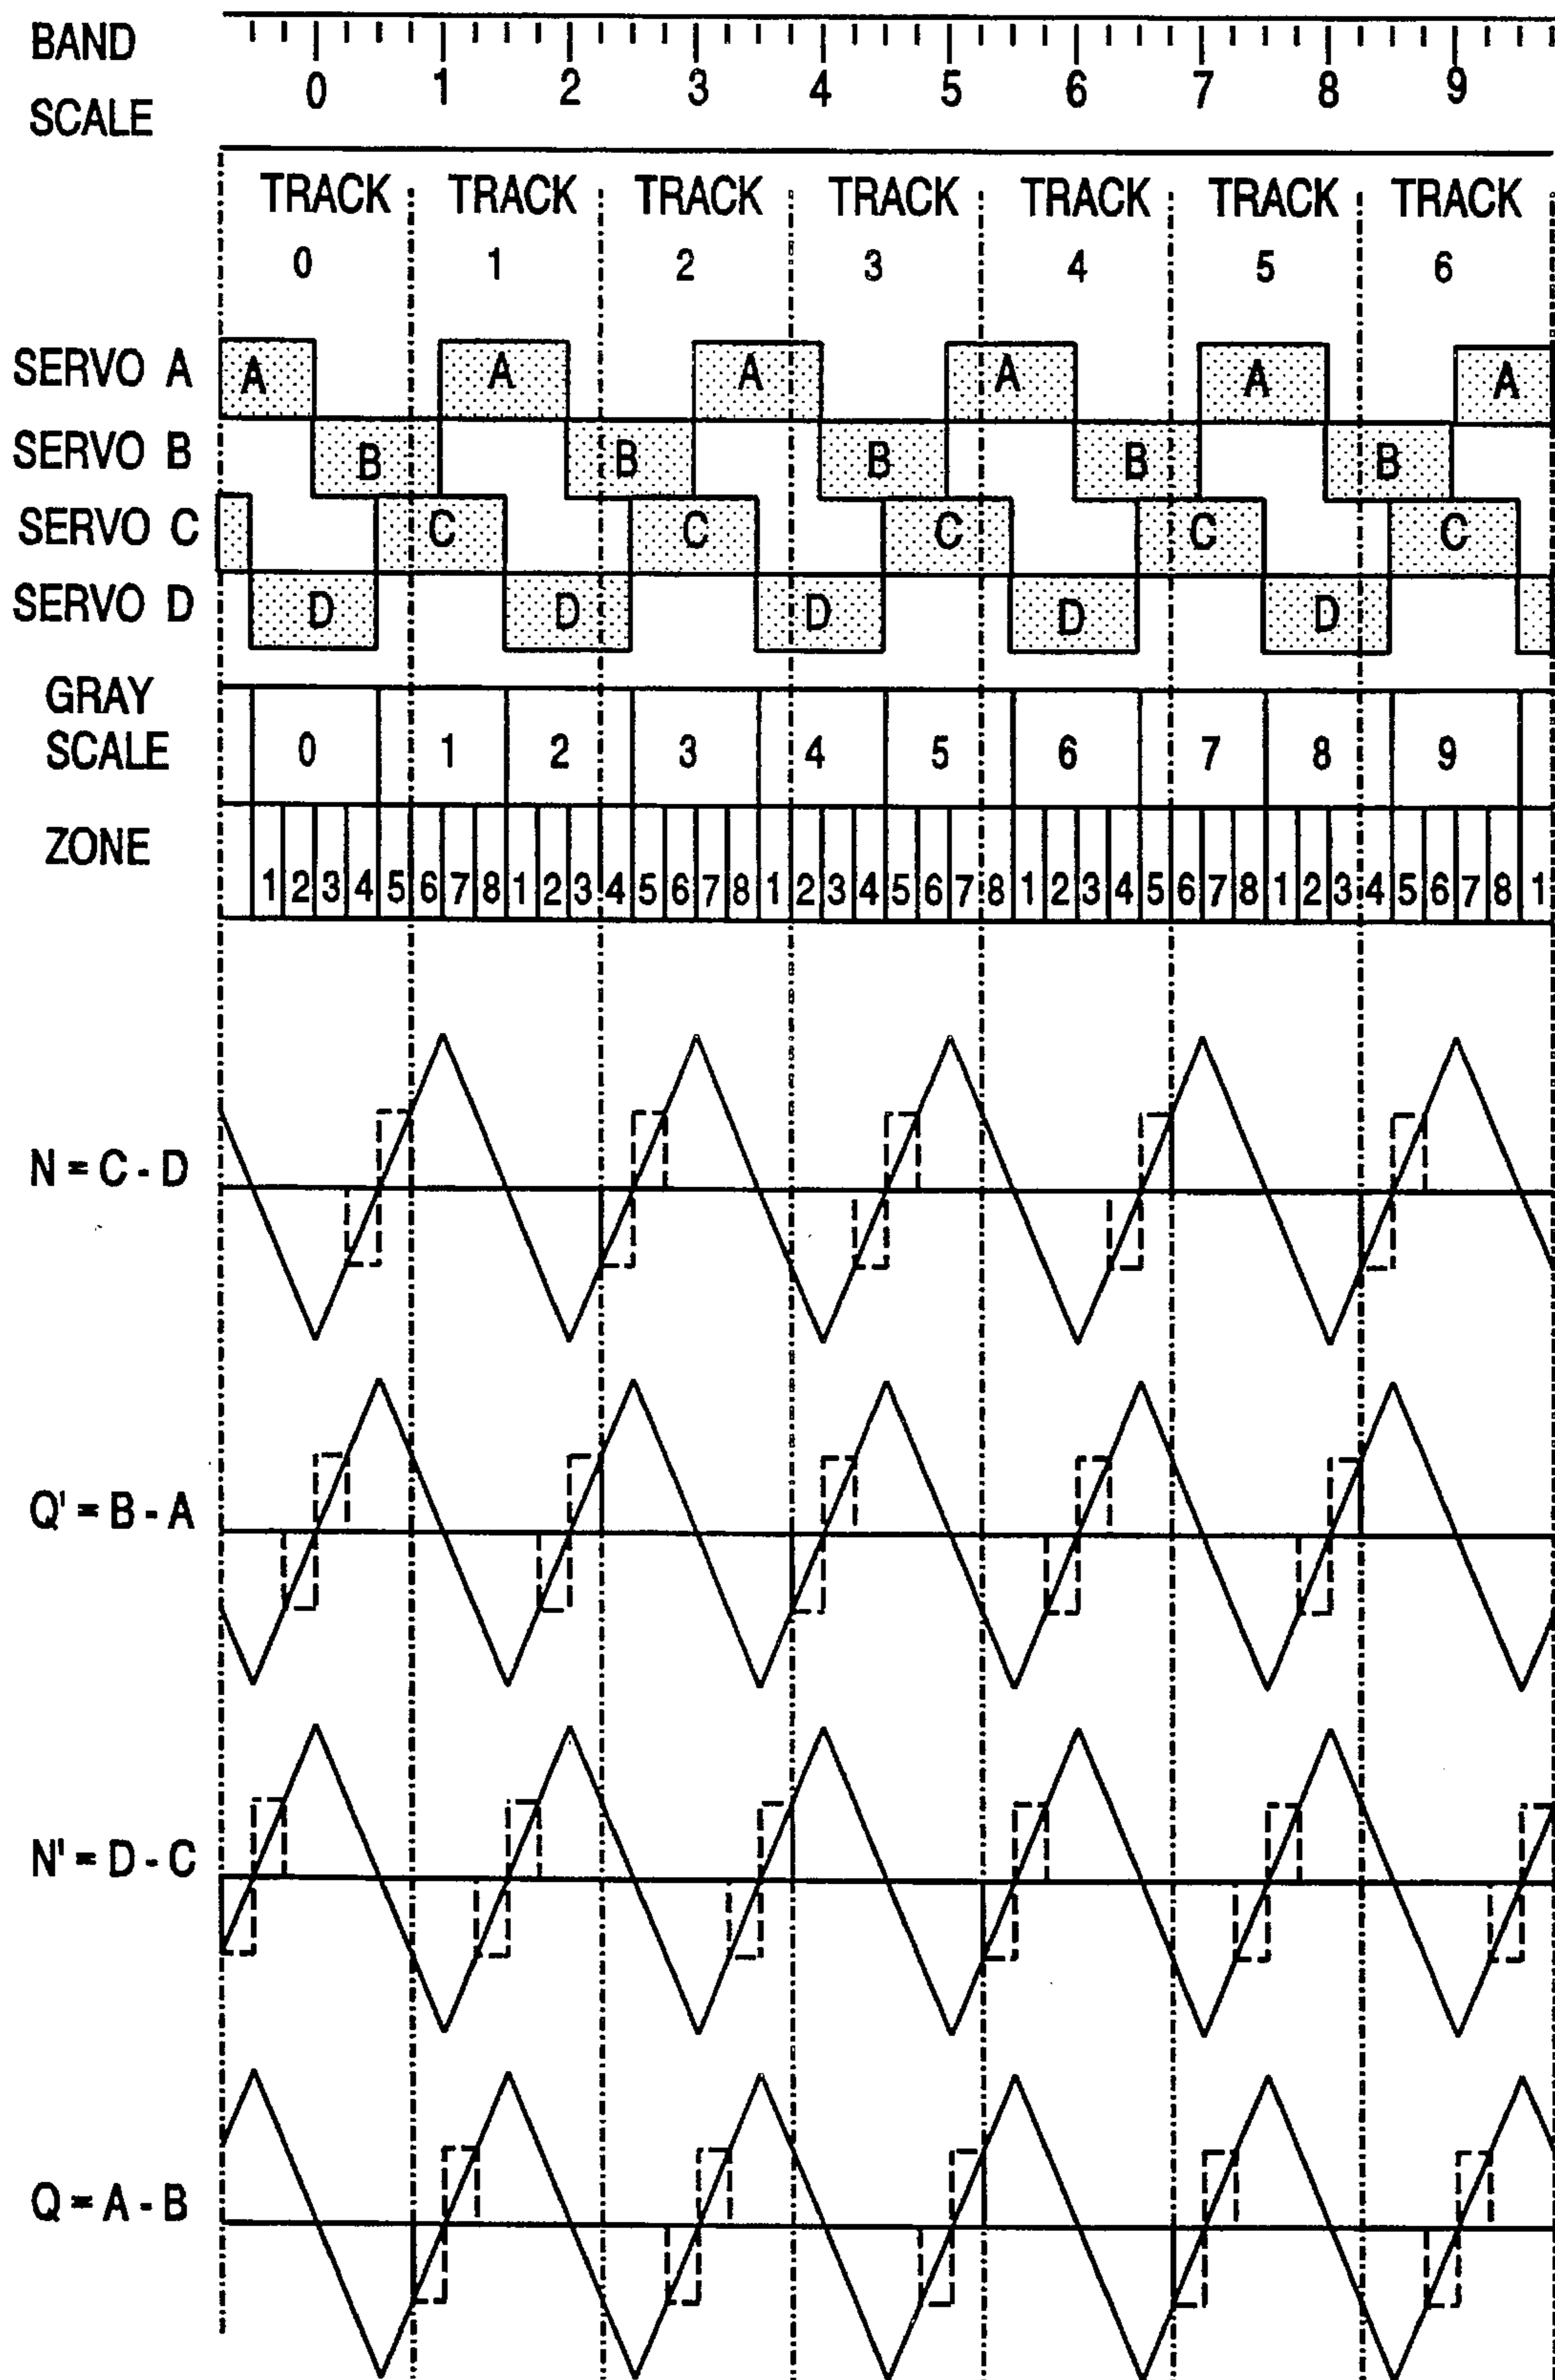 BAND
SCALE
0 1 2 3 4 5 6 7 8 9
TRACK TRACK TRACK TRACK TRACK TRACK TRACK
0 1 2 3 4 5 6
SERVO A A A A A A A
SERVO B B B B B B
SERVO C C C C C C
SERVO D D D D D D
GRAY
SCALE
0 1 2 3 4 5 6 7 8 9
ZONE
1 2 3 4 5 6 7 8 1 2 3 4 5 6 7 8 1 2 3 4 5 6 7 8 1 2 3 4 5 6 7 8 1 2 3 4 5 6 7 8 1
N = C - D
Q' = B - A
N' = D - C
Q = A - B